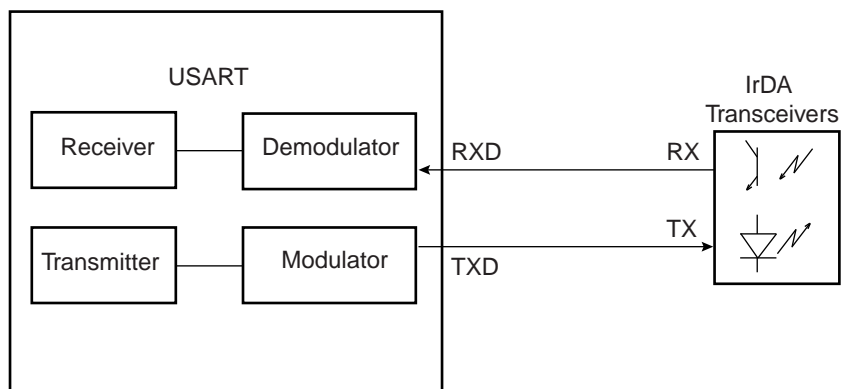 USART
IrDA
Transceivers
Receiver
Demodulator
RXD
RX
Transmitter
Modulator
TXD
TX